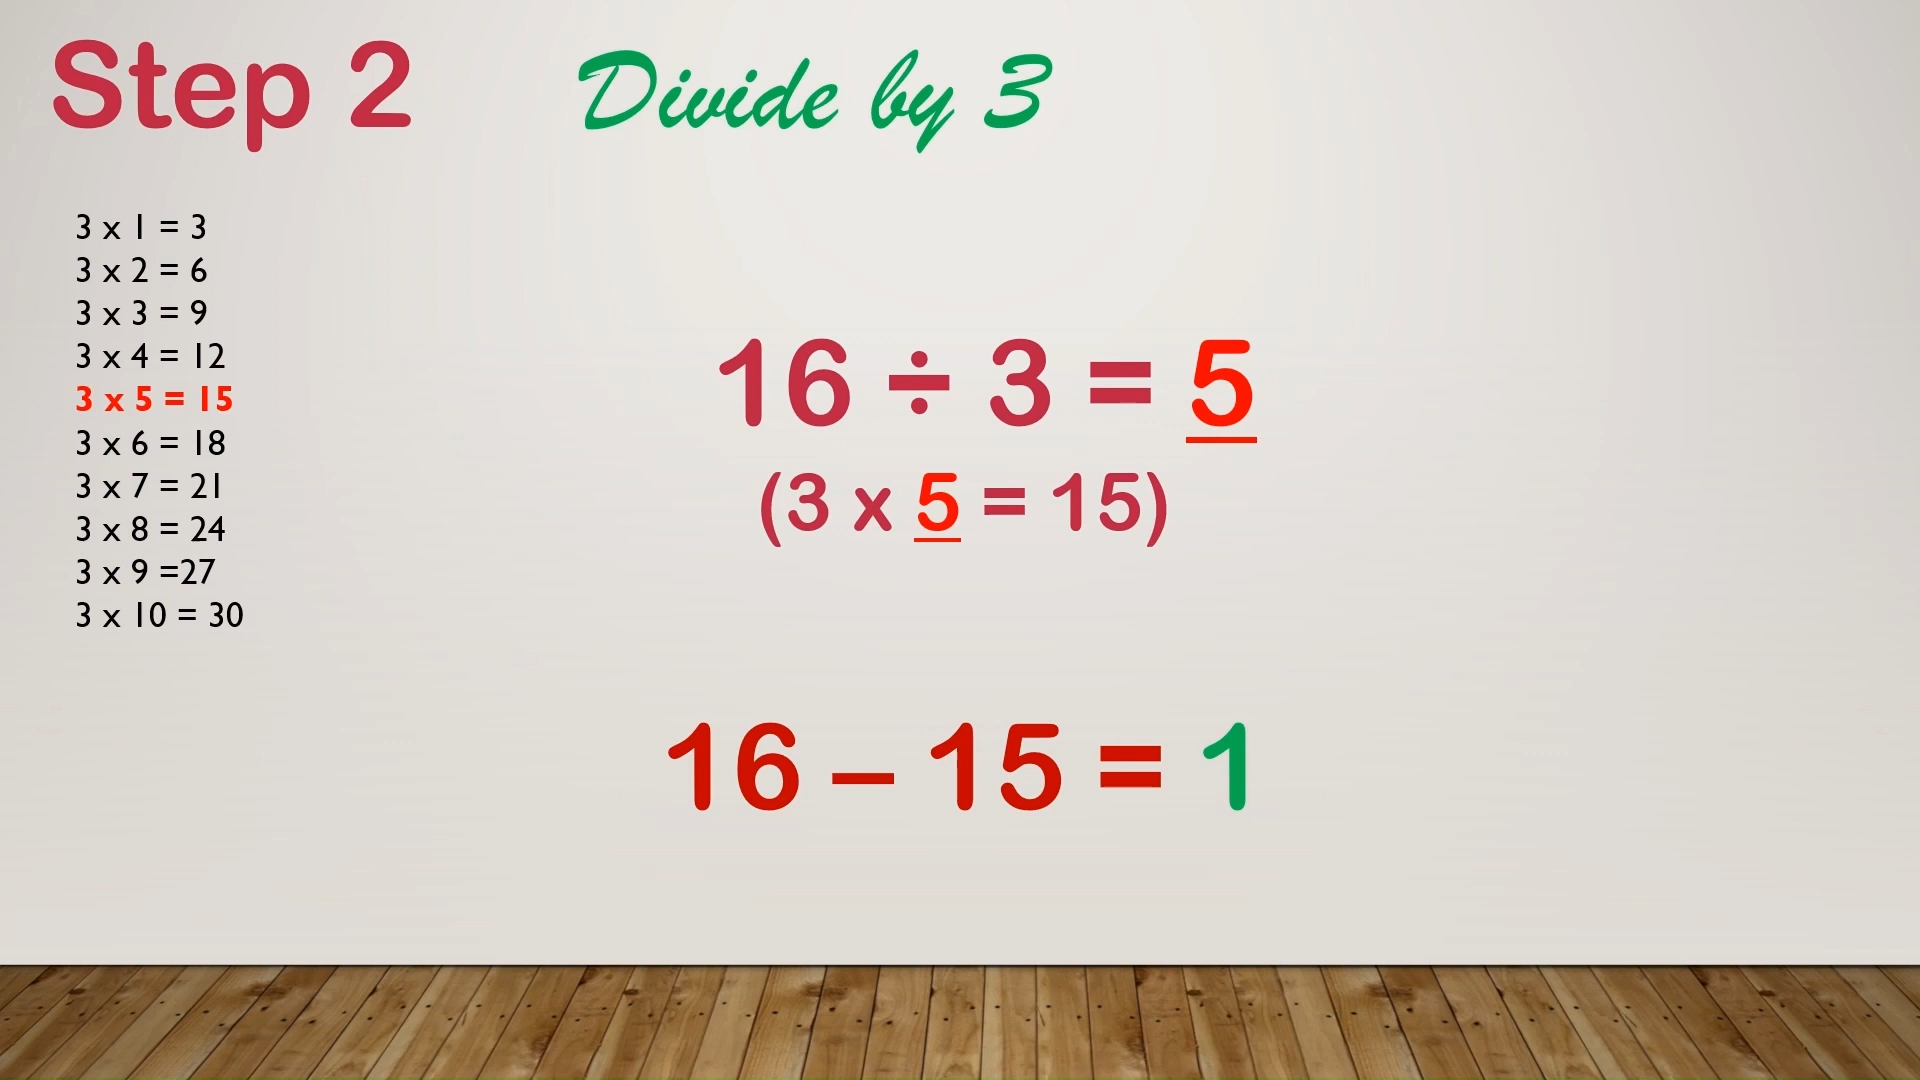 Step 2 Divide by 3
3 x 1 = 3
3 x 2 = 6
3 x 3 = 9
3 x 4 = 12
3 x 5 = 15
3 x 6 = 18
3 x 7 = 21
3 x 8 = 24
3 x 9 =27
3 x 10 = 30
16 ÷ 3 = 5
(3 x 5 = 15)
16 – 15 = 1